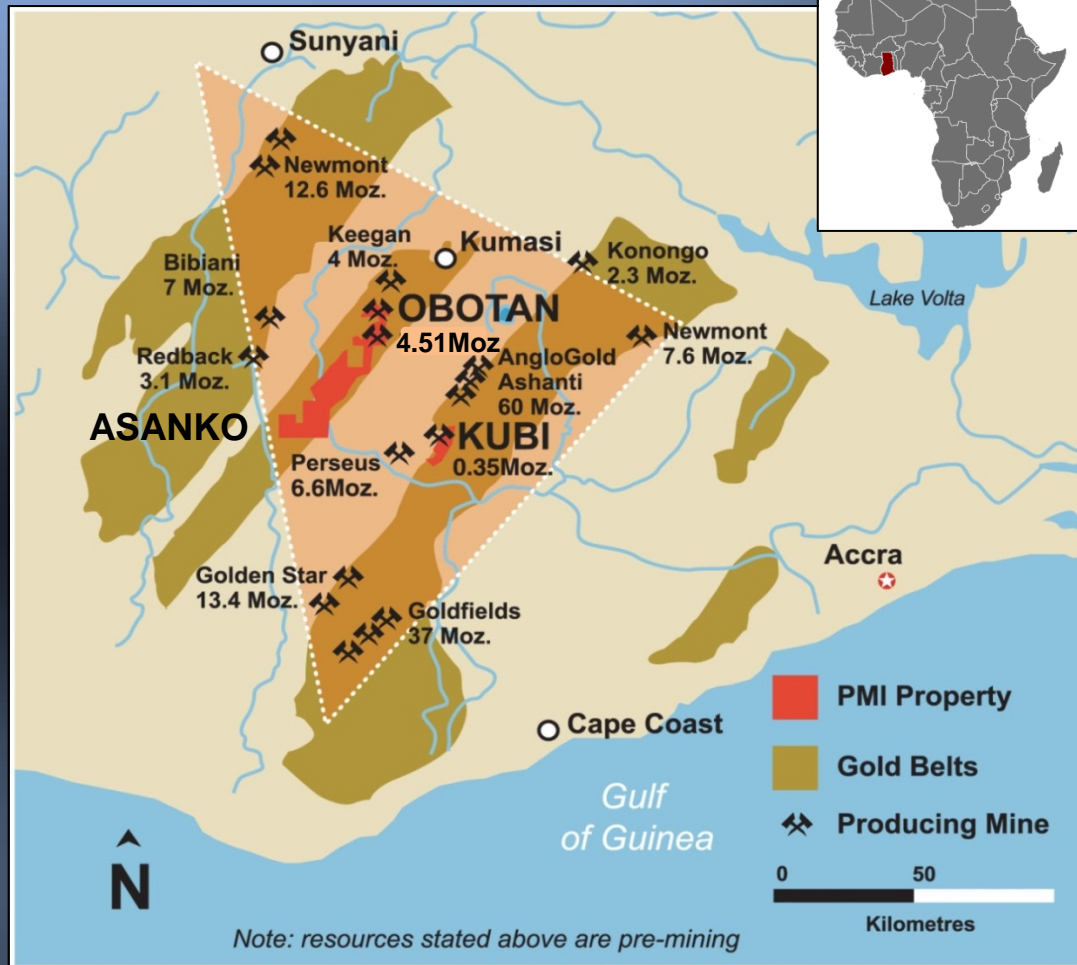 Sunyani
Newmont
12.6 Moz.
Keegan
4 Moz.
Kumasi
Konongo
2.3 Moz.
Bibiani
7 Moz.
Lake Volta
OBOTAN
4.51Moz
Newmont
7.6 Moz.
Redback
3.1 Moz.
AngloGold
Ashanti
60 Moz.
ASANKO
KUBI
0.35Moz.
Perseus
6.6Moz.
Accra
Golden Star
13.4 Moz.
Goldfields
37 Moz.
Cape Coast
PMI Property
Gold Belts
Producing Mine
Gulf
of Guinea
N
0 50
Kilometres
Note: resources stated above are pre-mining